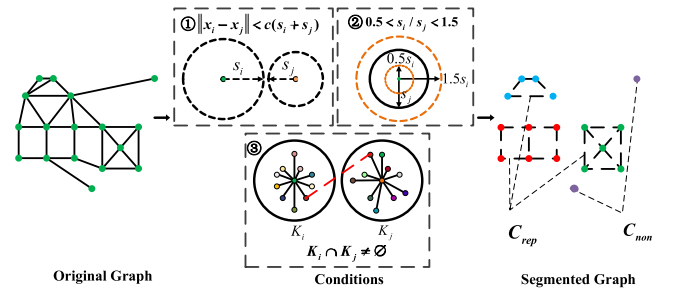 ① ‖x_i − x_j‖ < c(s_i + s_j)
s_i
s_j
② 0.5 < s_i / s_j < 1.5
0.5s_i
1.5s_i
s_j
③
K_i
K_j
K_i ∩ K_j ≠ ∅
C_rep
C_non
Original Graph
Conditions
Segmented Graph